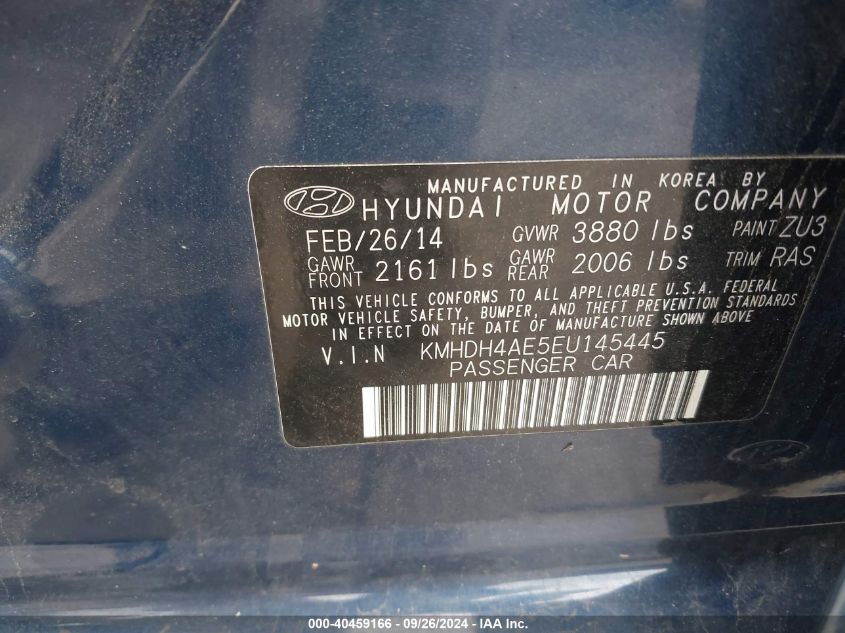 MANUFACTURED IN KOREA BY
HYUNDAI MOTOR COMPANY
FEB/26/14 GVWR 3880 lbs PAINT ZU3
GAWR FRONT 2161 lbs GAWR REAR 2006 lbs TRIM RAS
THIS VEHICLE CONFORMS TO ALL APPLICABLE U.S.A. FEDERAL
MOTOR VEHICLE SAFETY, BUMPER, AND THEFT PREVENTION STANDARDS
IN EFFECT ON THE DATE OF MANUFACTURE SHOWN ABOVE
V.I.N KMHDH4AE5EU145445
PASSENGER CAR
000-40459166 - 09/26/2024 - IAA Inc.